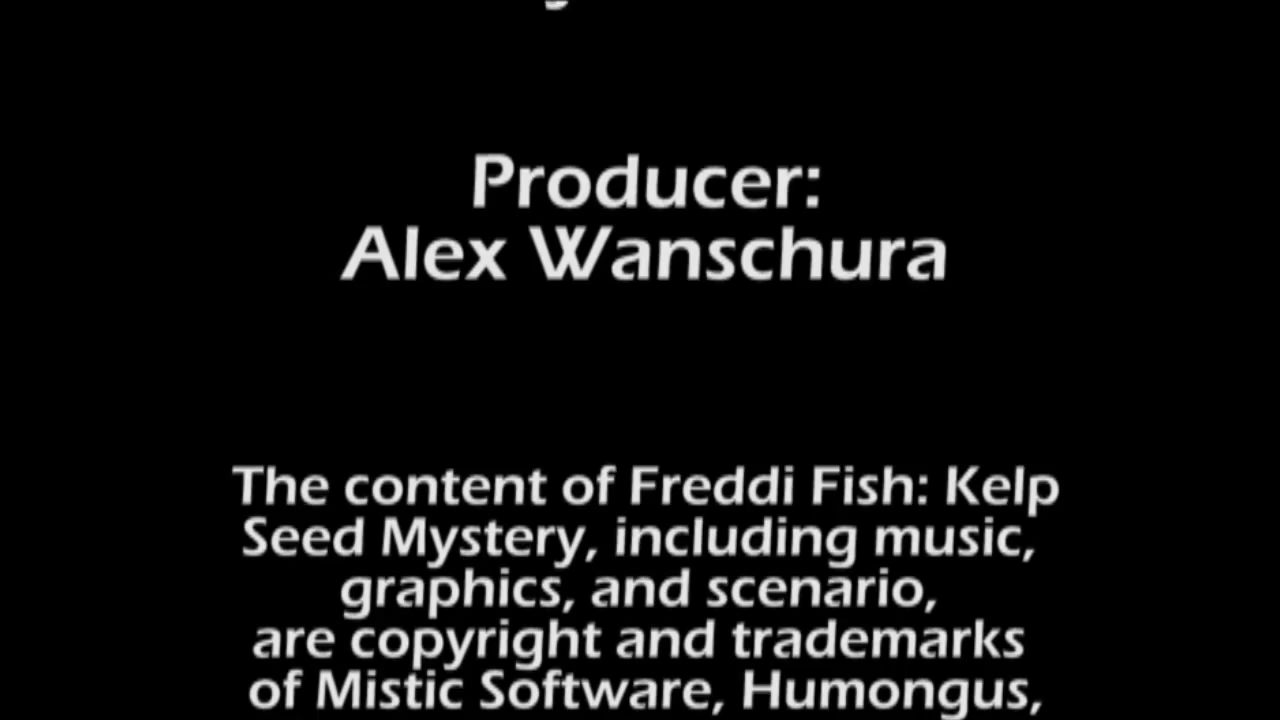 Producer:
Alex Wanschura
The content of Freddi Fish: Kelp
Seed Mystery, including music,
graphics, and scenario,
are copyright and trademarks
of Mistic Software, Humongus,